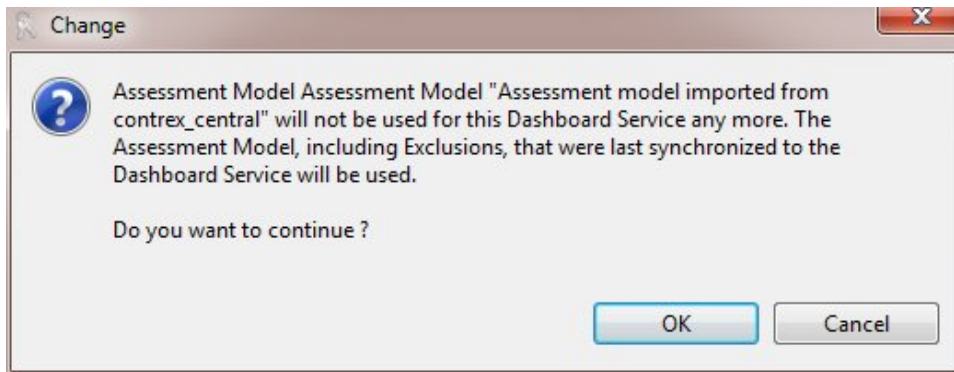 Change
Assessment Model Assessment Model "Assessment model imported from
contrex_central" will not be used for this Dashboard Service any more. The
Assessment Model, including Exclusions, that were last synchronized to the
Dashboard Service will be used.
Do you want to continue ?
OK
Cancel